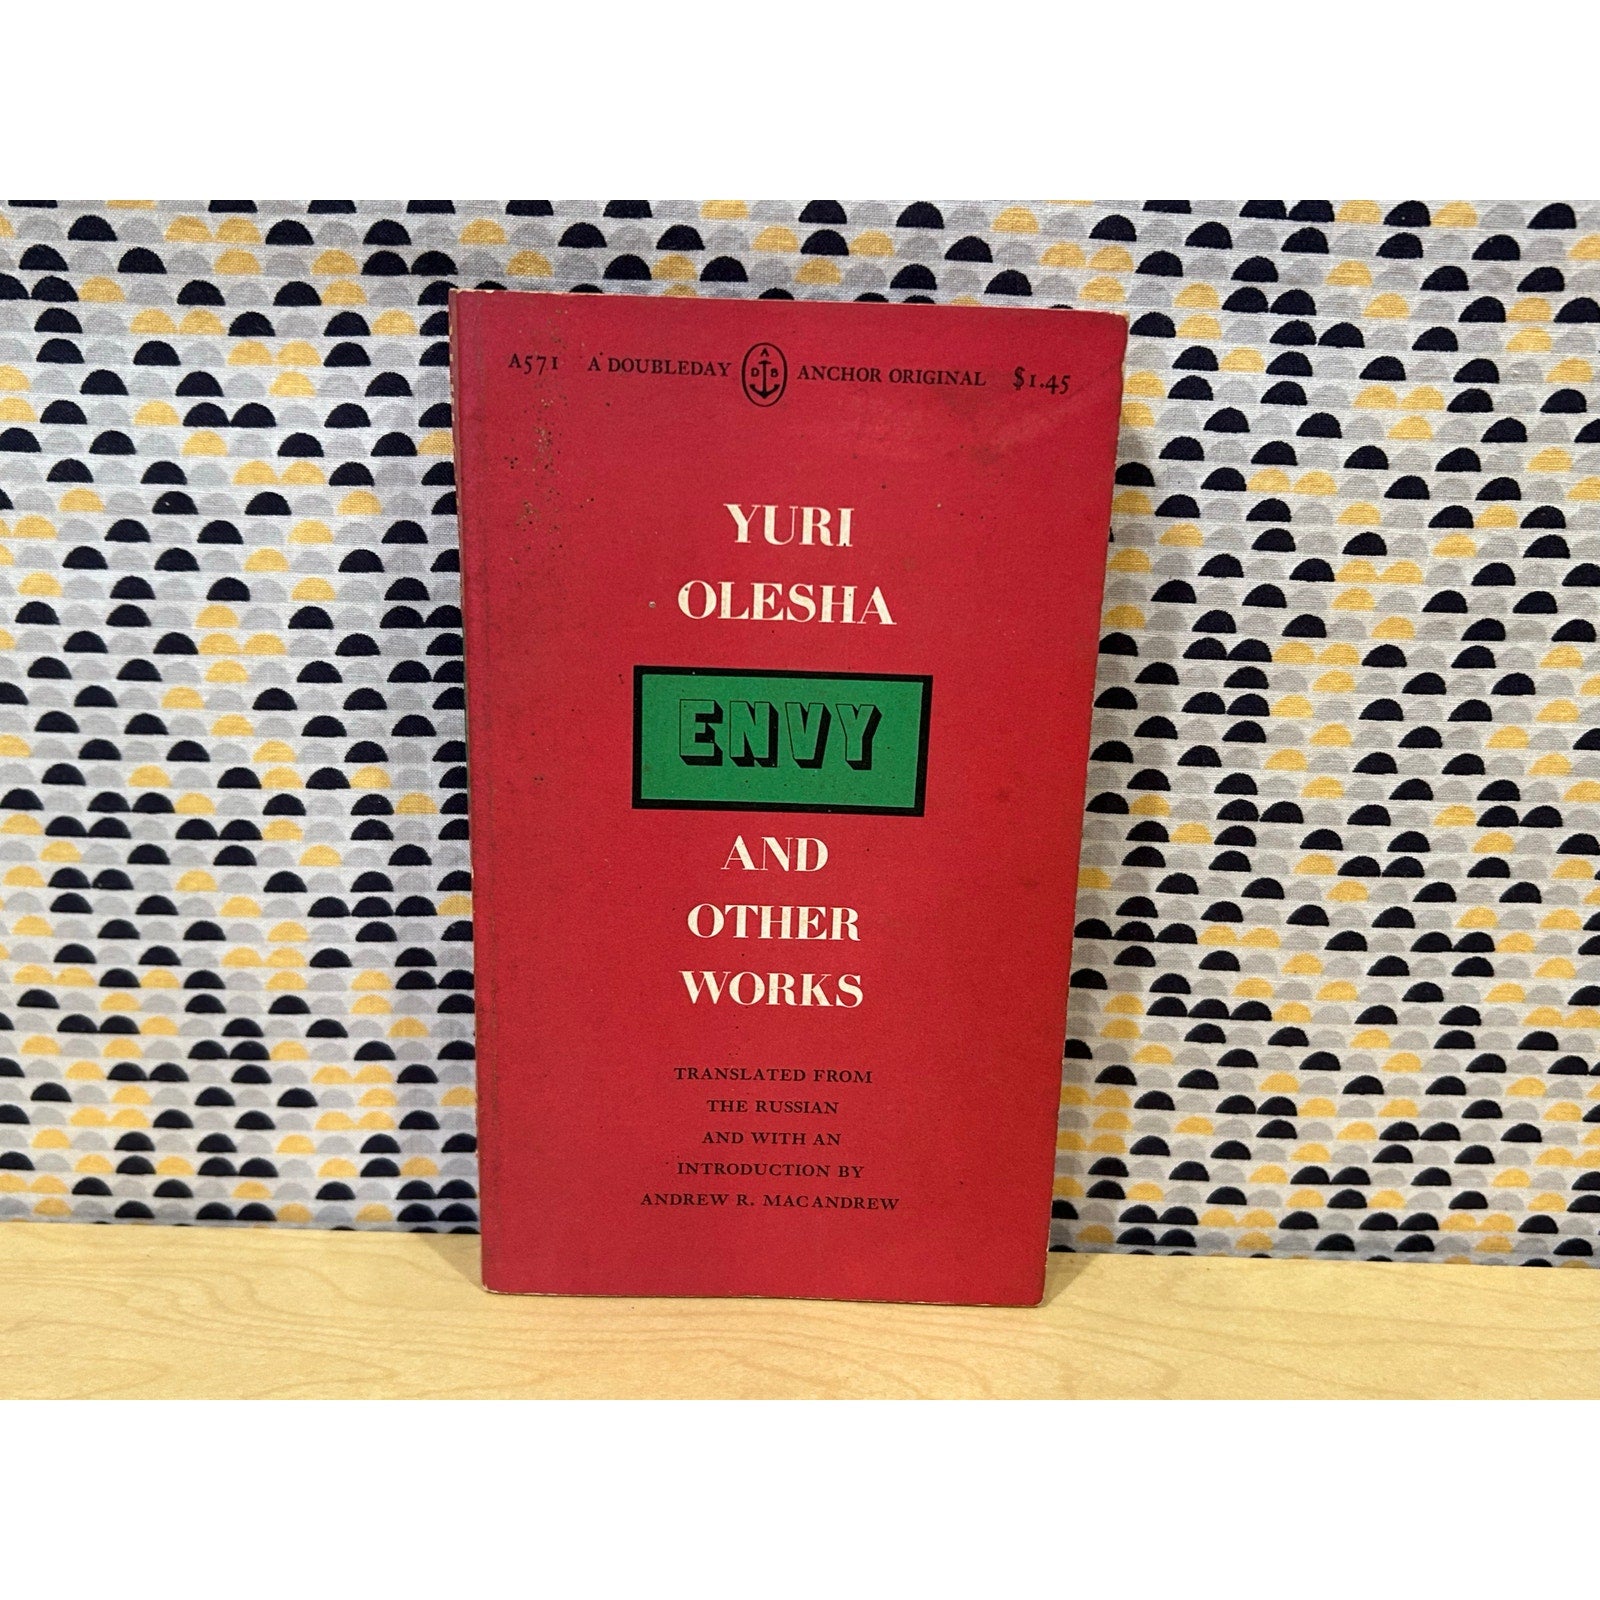 A571 A DOUBLEDAY A D B ANCHOR ORIGINAL $1.45
YURI
OLESHA
ENVY
AND
OTHER
WORKS
TRANSLATED FROM
THE RUSSIAN
AND WITH AN
INTRODUCTION BY
ANDREW R. MACANDREW